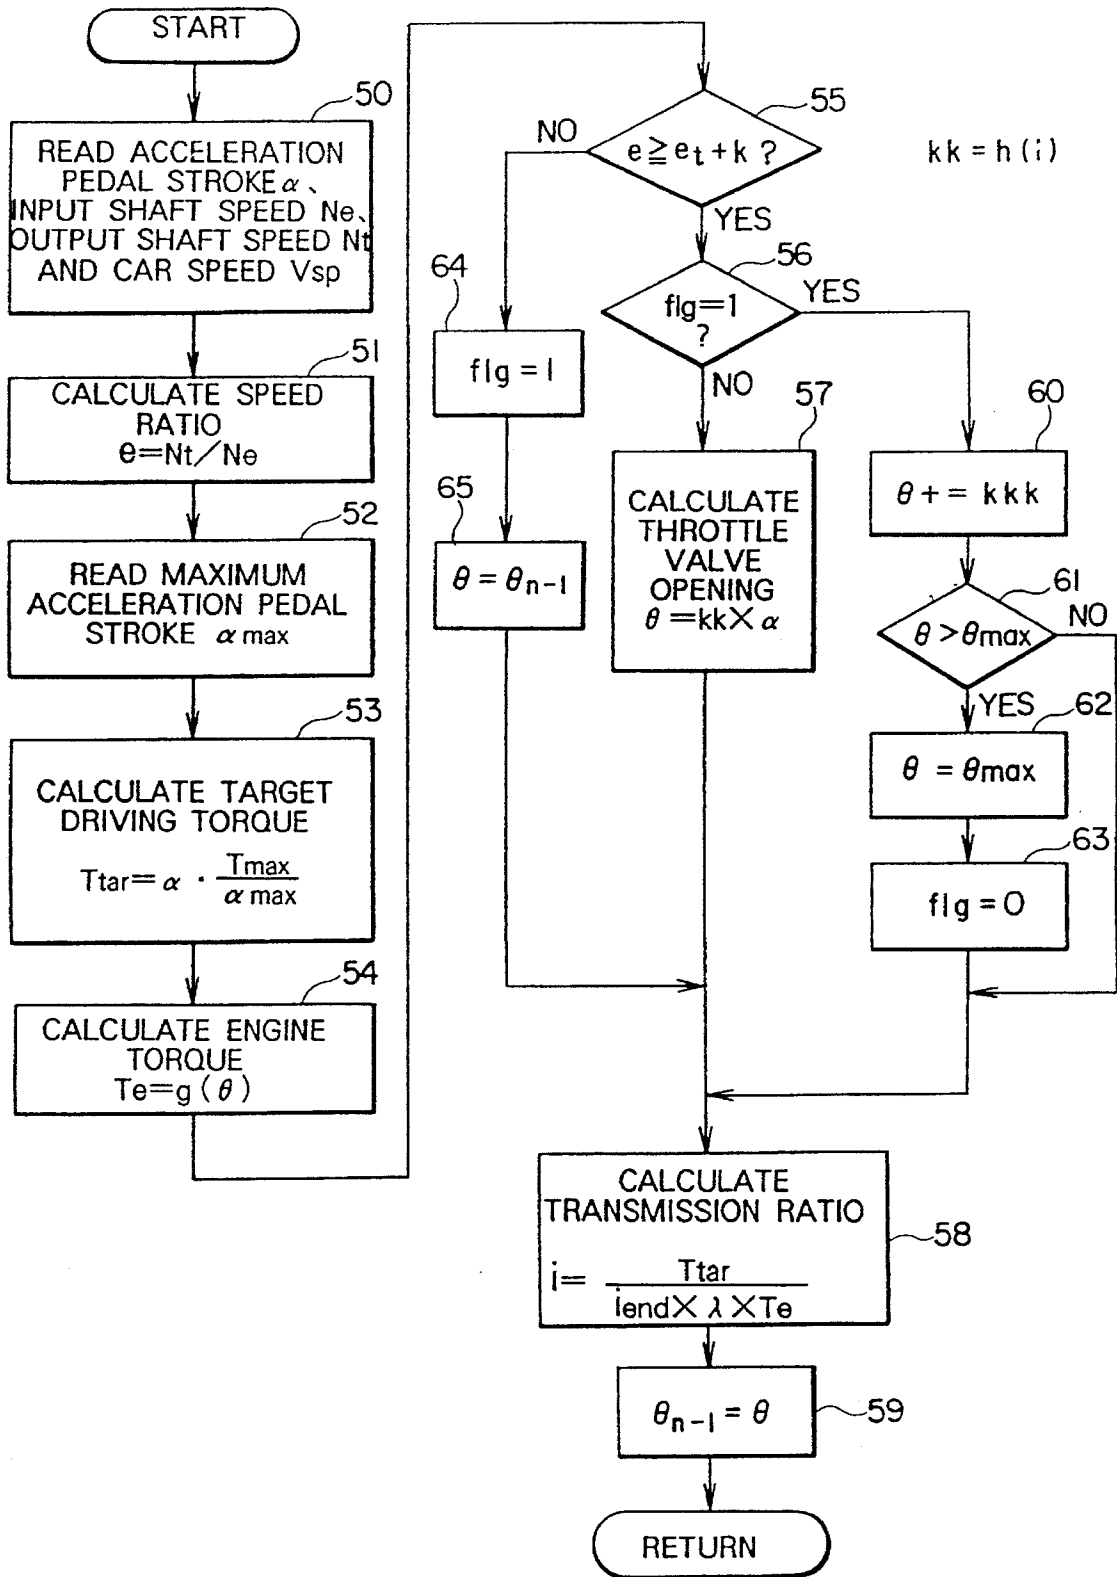 START
50
READ ACCELERATION
PEDAL STROKE α、
INPUT SHAFT SPEED Ne、
OUTPUT SHAFT SPEED Nt
AND CAR SPEED Vsp
51
CALCULATE SPEED
RATIO
e=Nt/Ne
52
READ MAXIMUM
ACCELERATION PEDAL
STROKE α max
53
CALCULATE TARGET
DRIVING TORQUE
Ttar=α · Tmax/α max
54
CALCULATE ENGINE
TORQUE
Te=g(θ)
55
e≧et+k ?
NO
YES
kk=h(i)
56
flg=1
?
YES
NO
64
flg=1
65
θ=θn-1
57
CALCULATE
THROTTLE
VALVE
OPENING
θ=kk×α
60
θ+=kkk
61
θ>θmax
NO
YES
62
θ=θmax
63
flg=0
58
CALCULATE
TRANSMISSION RATIO
i= Ttar/iend×λ×Te
59
θn-1=θ
RETURN